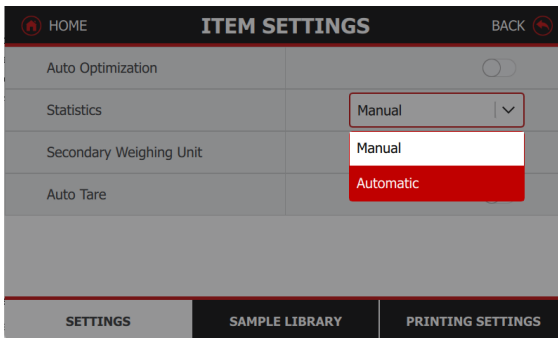 HOME ITEM SETTINGS BACK
Auto Optimization
Statistics Manual
Secondary Weighing Unit Manual
Auto Tare Automatic
SETTINGS SAMPLE LIBRARY PRINTING SETTINGS